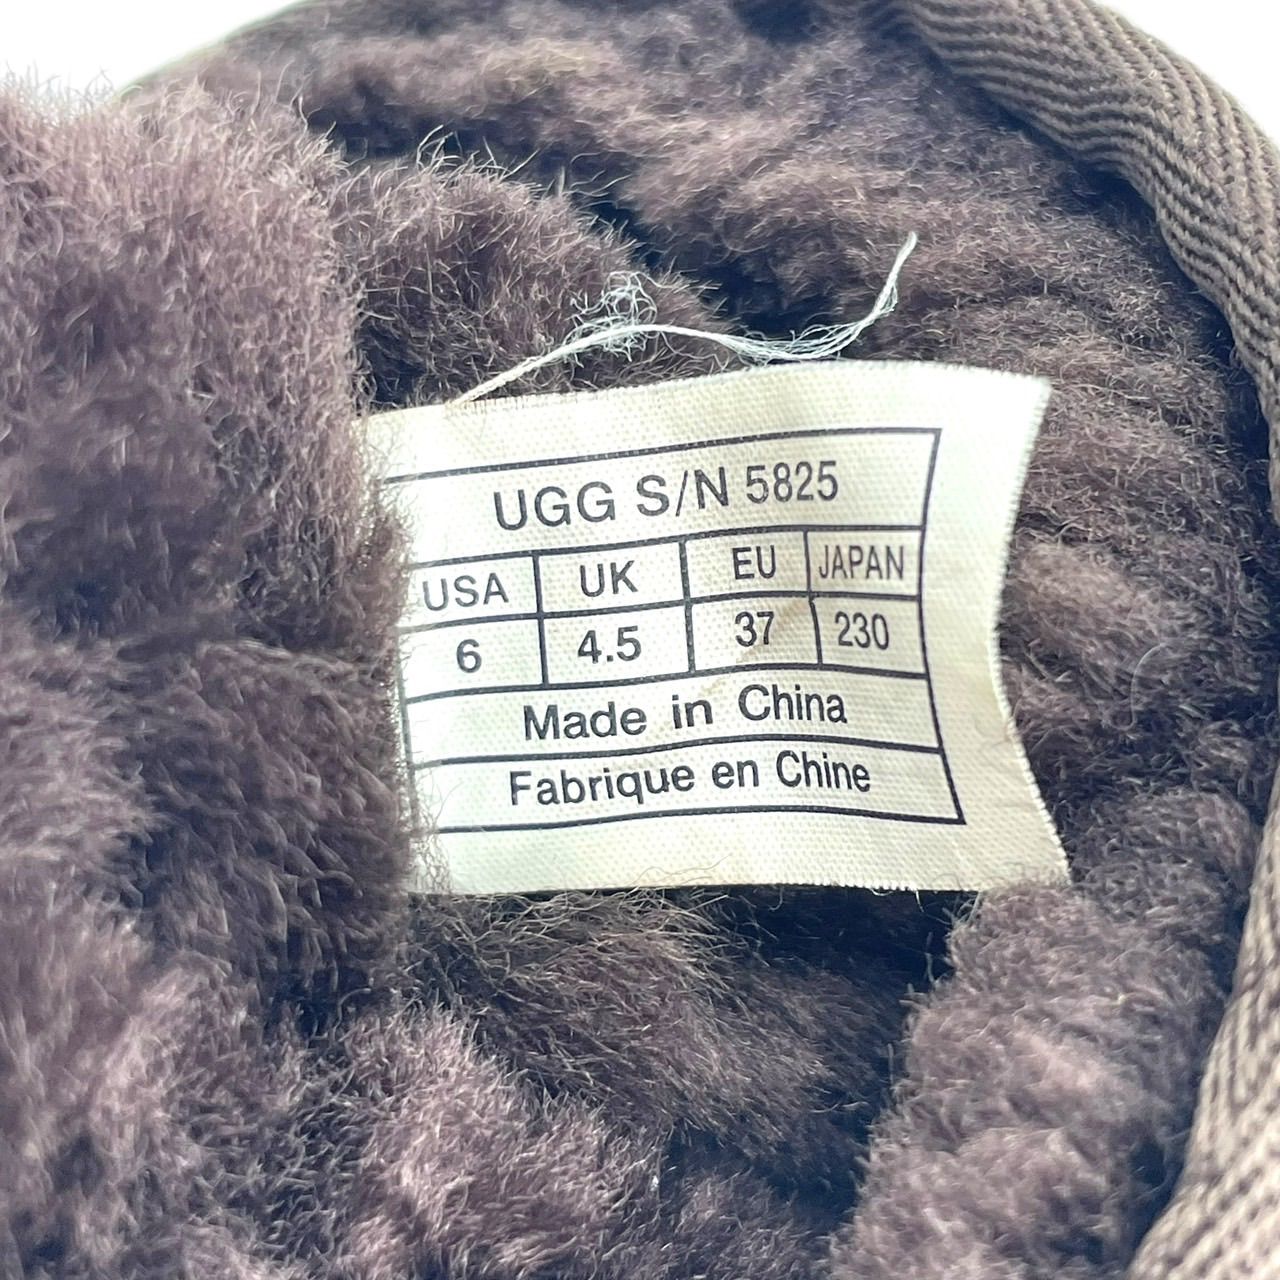 UGG S/N 5825
USA UK EU JAPAN
6 4.5 37 230
Made in China
Fabrique en Chine